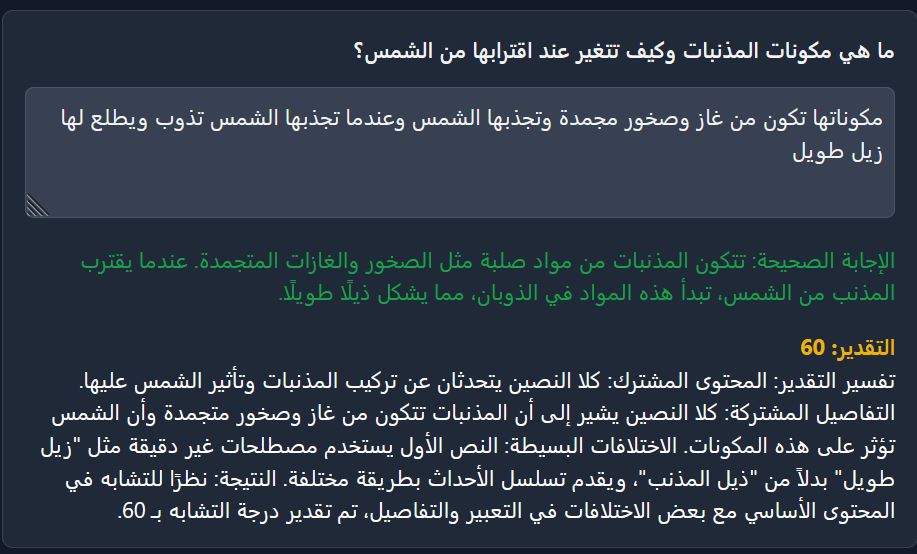 ما هي مكونات المذنبات وكيف تتغير عند اقترابها من الشمس؟
مكوناتها تكون من غاز وصخور مجمدة وتجذبها الشمس وعندما تجذبها الشمس تذوب ويطلع لها
زيل طويل
الإجابة الصحيحة: تتكون المذنبات من مواد صلبة مثل الصخور والغازات المتجمدة. عندما يقترب
المذنب من الشمس، تبدأ هذه المواد في الذوبان، مما يشكل ذيلًا طويلًا.
التقدير: 60
تفسير التقدير: المحتوى المشترك: كلا النصين يتحدثان عن تركيب المذنبات وتأثير الشمس عليها.
التفاصيل المشتركة: كلا النصين يشير إلى أن المذنبات تتكون من غاز وصخور متجمدة وأن الشمس
تؤثر على هذه المكونات. الاختلافات البسيطة: النص الأول يستخدم مصطلحات غير دقيقة مثل "زيل
طويل" بدلاً من "ذيل المذنب"، ويقدم تسلسل الأحداث بطريقة مختلفة. النتيجة: نظرًا للتشابه في
المحتوى الأساسي مع بعض الاختلافات في التعبير والتفاصيل، تم تقدير درجة التشابه بـ 60.